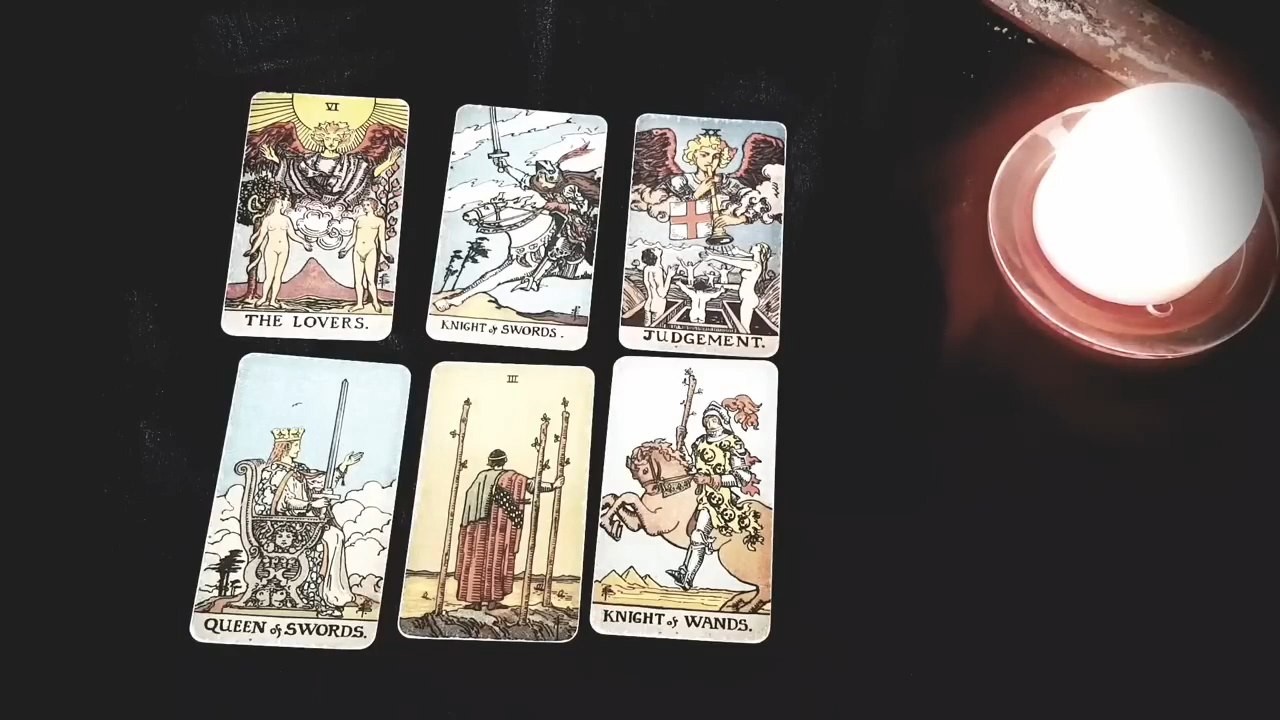 VI
THE LOVERS.
KNIGHT of SWORDS.
XX
JUDGEMENT.
QUEEN of SWORDS.
III
KNIGHT of WANDS.